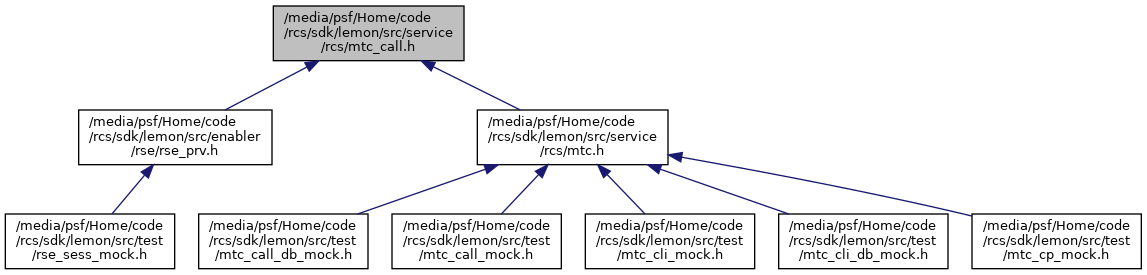 /media/psf/Home/code
/rcs/sdk/lemon/src/service
/rcs/mtc_call.h
/media/psf/Home/code
/rcs/sdk/lemon/src/enabler
/rse/rse_prv.h
/media/psf/Home/code
/rcs/sdk/lemon/src/service
/rcs/mtc.h
/media/psf/Home/code
/rcs/sdk/lemon/src/test
/rse_sess_mock.h
/media/psf/Home/code
/rcs/sdk/lemon/src/test
/mtc_call_db_mock.h
/media/psf/Home/code
/rcs/sdk/lemon/src/test
/mtc_call_mock.h
/media/psf/Home/code
/rcs/sdk/lemon/src/test
/mtc_cli_mock.h
/media/psf/Home/code
/rcs/sdk/lemon/src/test
/mtc_cli_db_mock.h
/media/psf/Home/code
/rcs/sdk/lemon/src/test
/mtc_cp_mock.h